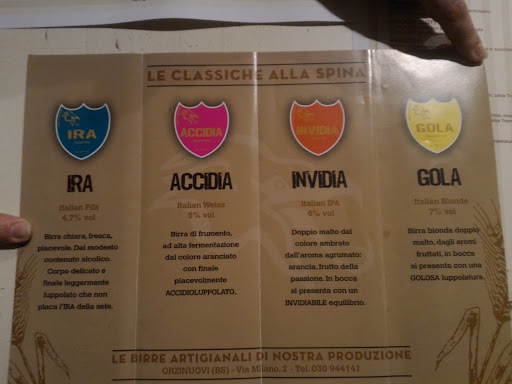 LE CLASSICHE ALLA SPINA
IRA
ACCIDIA
INVIDIA
GOLA
IRA
Italian Pils
4,7% vol
Birra chiara, fresca,
piacevole. Dal modesto
contenuto alcolico.
Corpo delicato e
finale leggermente
luppolato che non
placa l'IRA della sete.
ACCIDIA
Italian Weiss
5% vol
Birra di frumento,
ad alta fermentazione
dal colore aranciato
con finale
piacevolmente
ACCIDIOLUPPOLATO.
INVIDIA
Italian IPA
6% vol
Doppio malto dal
colore ambrato
dall'aroma agrumato:
arancia, frutto della
passione. In bocca
si presenta con un
INVIDIABILE equilibrio.
GOLA
Italian Blonde
7% vol
Birra bionda doppio
malto, dagli aromi
fruttati, in bocca
si presenta con una
GOLOSA luppolatura.
LE BIRRE ARTIGIANALI DI NOSTRA PRODUZIONE
ORZINUOVI (BS) - Via Milano, 2 - Tel. 030 944141